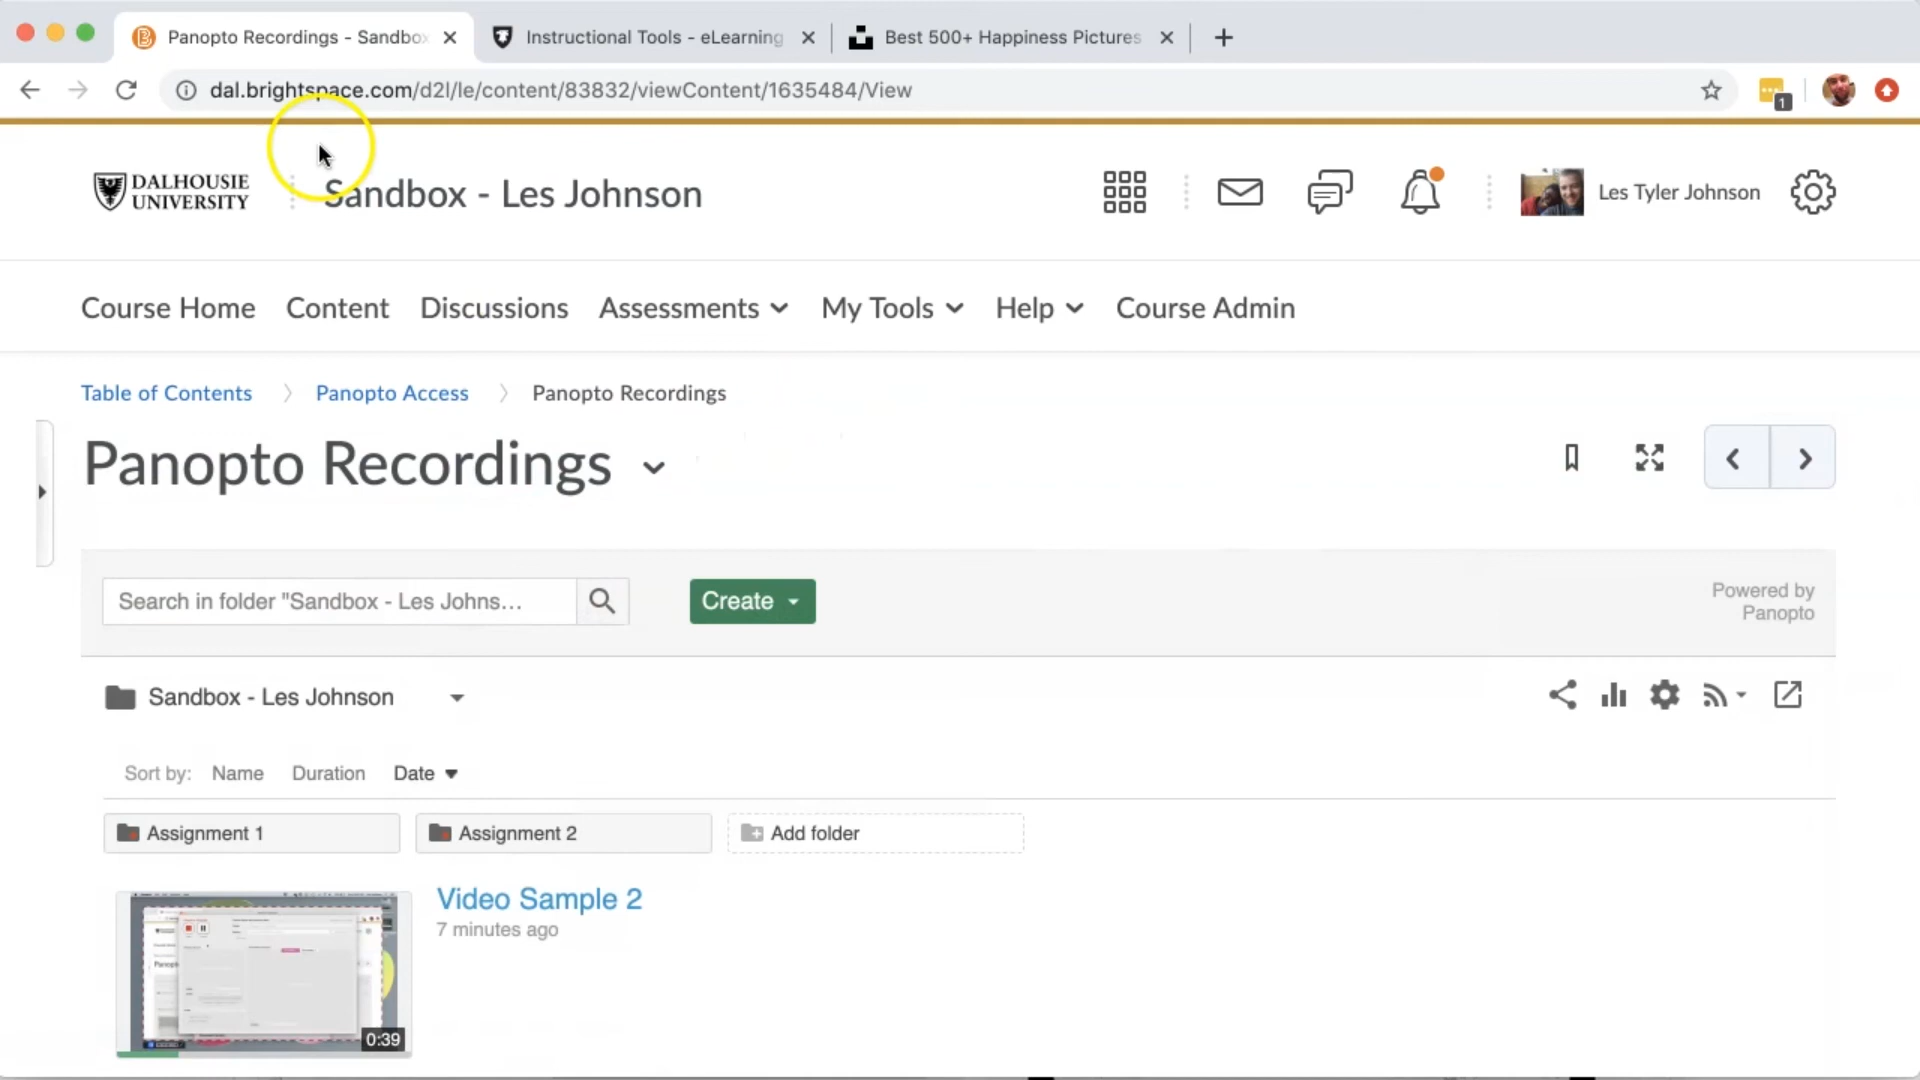 Panopto Recordings - Sandbox
Instructional Tools - eLearning
Best 500+ Happiness Pictures
dal.brightspace.com/d2l/le/content/83832/viewContent/1635484/View
1
DALHOUSIE
UNIVERSITY
Sandbox - Les Johnson
Les Tyler Johnson
Course Home Content Discussions Assessments My Tools Help Course Admin
Table of Contents Panopto Access Panopto Recordings
Panopto Recordings
Search in folder "Sandbox - Les Johns...
Create
Powered by
Panopto
Sandbox - Les Johnson
Sort by: Name Duration Date
Assignment 1 Assignment 2 Add folder
Video Sample 2
7 minutes ago
0:39